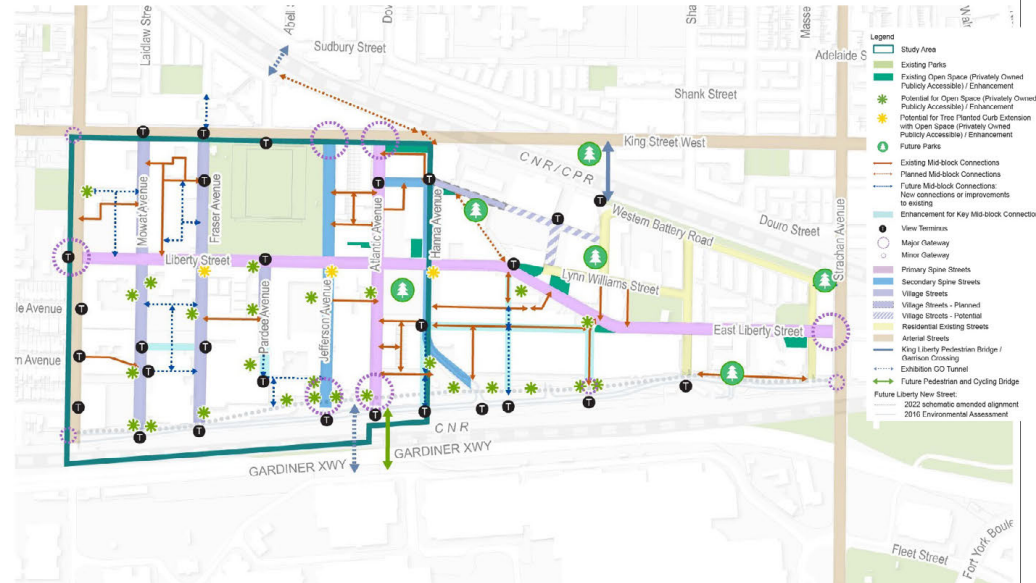 Laidlaw Stre
Abell S
Dov
Sha
Masse
Wal
Sudbury Street
Adelaide S
Shank Street
King Street West
CNR/CPR
Mowat Avenue
Fraser Avenue
Atlantic Avenue
Hanna Avenue
Western Battery Road
Douro Street
Strachan Avenue
Liberty Street
Lynn Williams Street
le Avenue
Pardee Avenue
Jefferson Avenue
East Liberty Street
n Avenue
CNR
GARDINER XWY
GARDINER XWY
Fleet Street
Fort York Boule
Legend
Study Area
Existing Parks
Existing Open Space (Privately Owned
Publicly Accessible) / Enhancement
Potential for Open Space (Privately Owned
Publicly Accessible) / Enhancement
Potential for Tree Planted Curb Extension
with Open Space (Privately Owned
Publicly Accessible) / Enhancement
Future Parks
Existing Mid-block Connections
Planned Mid-block Connections
Future Mid-block Connections:
New connections or improvements
to existing
Enhancement for Key Mid-block Connectio
T View Terminus
Major Gateway
Minor Gateway
Primary Spine Streets
Secondary Spine Streets
Village Streets
Village Streets - Planned
Village Streets - Potential
Residential Existing Streets
Arterial Streets
King Liberty Pedestrian Bridge /
Garrison Crossing
Exhibition GO Tunnel
Future Pedestrian and Cycling Bridge
Future Liberty New Street:
2022 schematic amended alignment
2016 Environmental Assessment